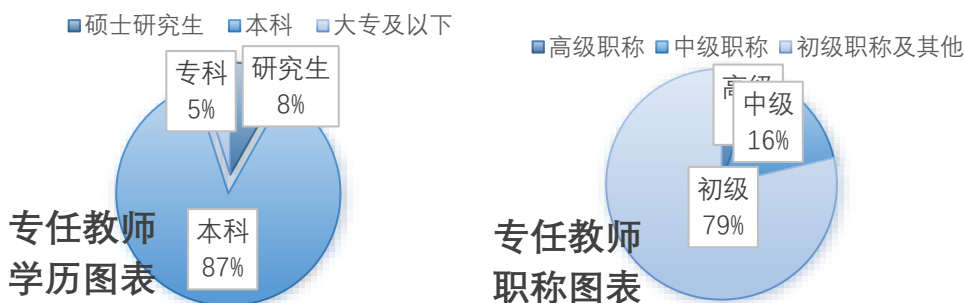 硕士研究生 本科 大专及以下
专科
5%
研究生
8%
本科
87%
专任教师
学历图表
高级职称 中级职称 初级职称及其他
中级
16%
初级
79%
专任教师
职称图表